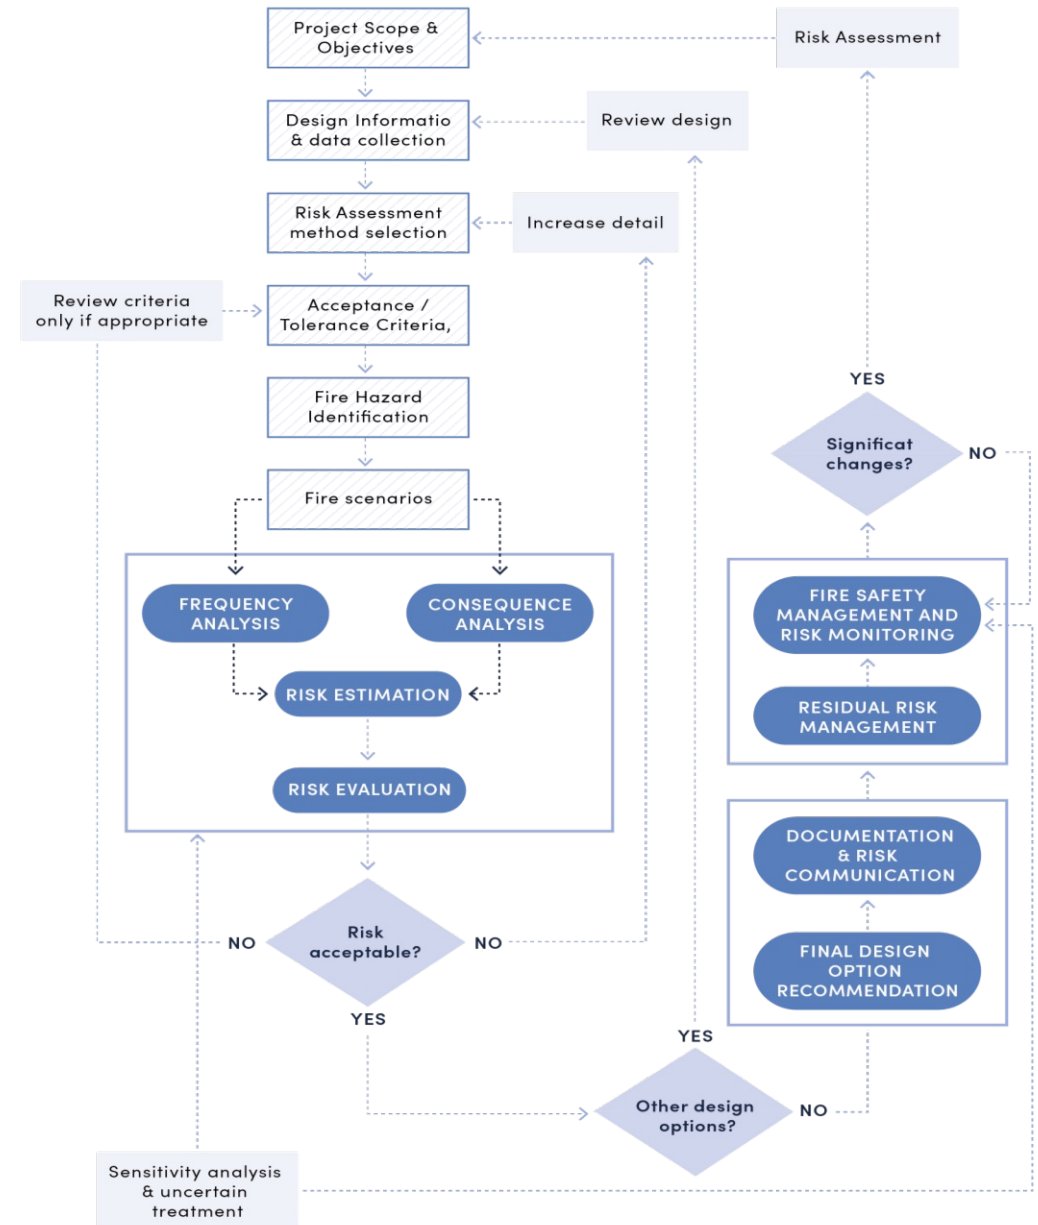 Project Scope &
Objectives
Risk Assessment
Design Informatio
& data collection
Review design
Risk Assessment
method selection
Increase detail
Review criteria
only if appropriate
Acceptance /
Tolerance Criteria,
Fire Hazard
Identification
YES
Significat
changes?
NO
Fire scenarios
FREQUENCY
ANALYSIS
CONSEQUENCE
ANALYSIS
FIRE SAFETY
MANAGEMENT AND
RISK MONITORING
RISK ESTIMATION
RESIDUAL RISK
MANAGEMENT
RISK EVALUATION
DOCUMENTATION
& RISK
COMMUNICATION
NO
Risk
acceptable?
NO
FINAL DESIGN
OPTION
RECOMMENDATION
YES
YES
Other design
options?
NO
Sensitivity analysis
& uncertain
treatment